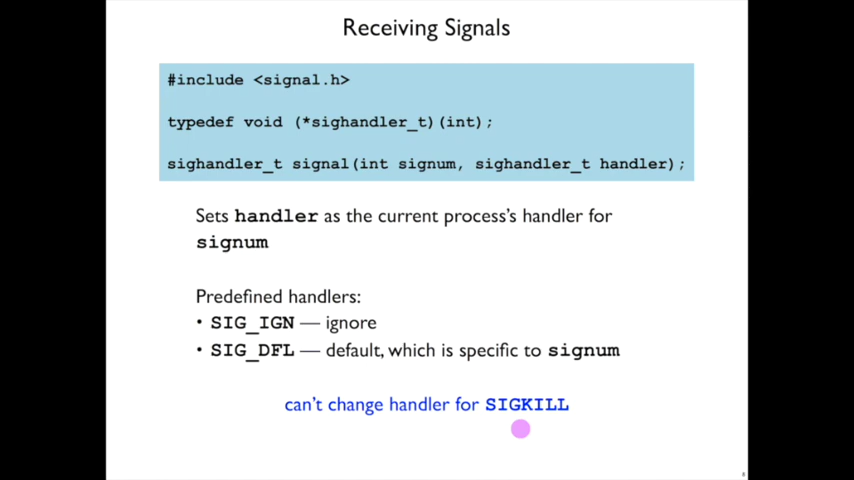 Receiving Signals
#include <signal.h>
typedef void (*sighandler_t)(int);
sighandler_t signal(int signum, sighandler_t handler);
Sets handler as the current process's handler for
signum
Predefined handlers:
• SIG_IGN — ignore
• SIG_DFL — default, which is specific to signum
can't change handler for SIGKILL